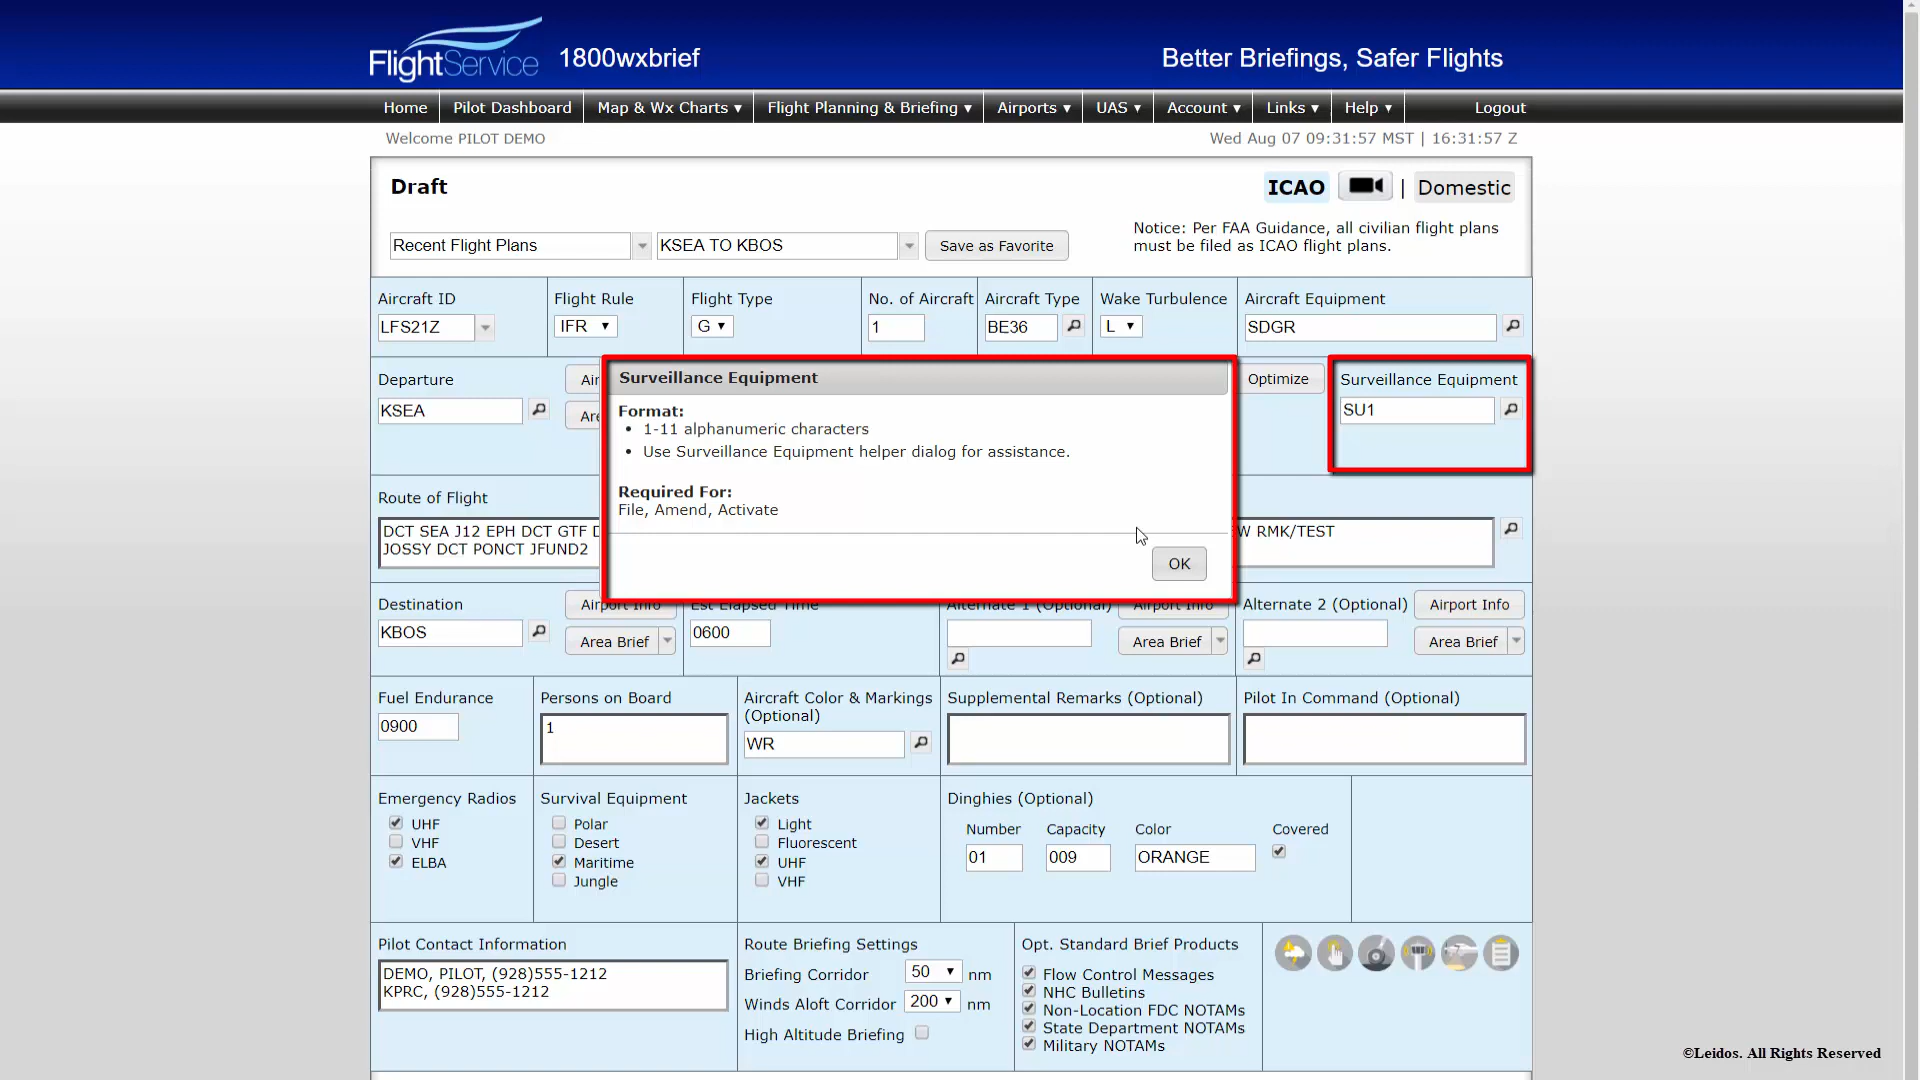 FlightService 1800wxbrief Better Briefings, Safer Flights
Home Pilot Dashboard Map & Wx Charts ▾ Flight Planning & Briefing ▾ Airports ▾ UAS ▾ Account ▾ Links ▾ Help ▾ Logout
Welcome PILOT DEMO Wed Aug 07 09:31:57 MST | 16:31:57 Z
Draft ICAO | Domestic
Notice: Per FAA Guidance, all civilian flight plans
must be filed as ICAO flight plans.
Recent Flight Plans KSEA TO KBOS Save as Favorite
Aircraft ID Flight Rule Flight Type No. of Aircraft Aircraft Type Wake Turbulence Aircraft Equipment
LFS21Z IFR G 1 BE36 L SDGR
Departure Optimize Surveillance Equipment
KSEA SU1
Surveillance Equipment
Format:
• 1-11 alphanumeric characters
• Use Surveillance Equipment helper dialog for assistance.
Required For:
File, Amend, Activate
OK
Route of Flight
DCT SEA J12 EPH DCT GTF D
JOSSY DCT PONCT JFUND2
W RMK/TEST
Destination Airport Info Est Elapsed Time Alternate 1 (Optional) Airport Info Alternate 2 (Optional) Airport Info
KBOS Area Brief 0600 Area Brief Area Brief
Fuel Endurance Persons on Board Aircraft Color & Markings Supplemental Remarks (Optional) Pilot In Command (Optional)
(Optional)
0900 1 WR
Emergency Radios Survival Equipment Jackets Dinghies (Optional)
UHF Polar Light Number Capacity Color Covered
VHF Desert Fluorescent 01 009 ORANGE
ELBA Maritime UHF
Jungle VHF
Pilot Contact Information Route Briefing Settings Opt. Standard Brief Products
DEMO, PILOT, (928)555-1212 Briefing Corridor 50 nm Flow Control Messages
KPRC, (928)555-1212 Winds Aloft Corridor 200 nm NHC Bulletins
Non-Location FDC NOTAMs
High Altitude Briefing State Department NOTAMs
Military NOTAMs
©Leidos. All Rights Reserved